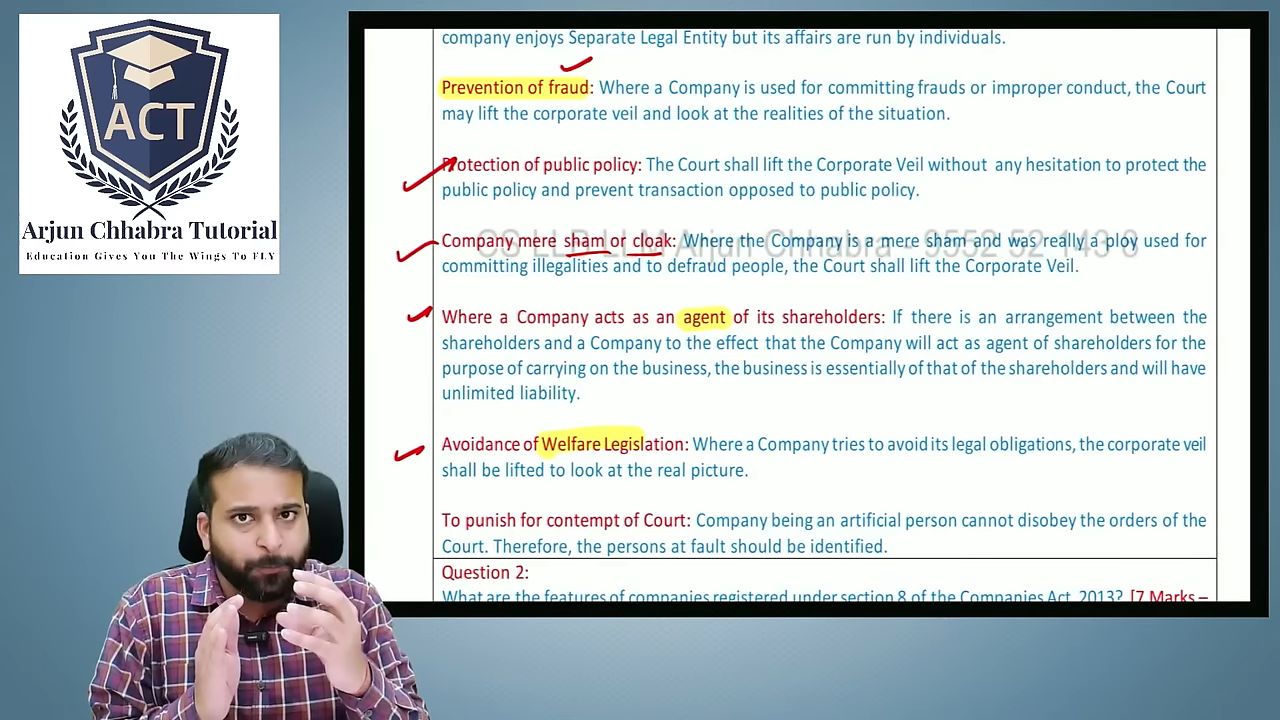 ACT
Arjun Chhabra Tutorial
Education Gives You The Wings To FLY
company enjoys Separate Legal Entity but its affairs are run by individuals.
Prevention of fraud: Where a Company is used for committing frauds or improper conduct, the Court
may lift the corporate veil and look at the realities of the situation.
Protection of public policy: The Court shall lift the Corporate Veil without any hesitation to protect the
public policy and prevent transaction opposed to public policy.
Company mere sham or cloak: Where the Company is a mere sham and was really a ploy used for
CS LLB LLM Arjun Chhabra - 9552 52 143 8
committing illegalities and to defraud people, the Court shall lift the Corporate Veil.
Where a Company acts as an agent of its shareholders: If there is an arrangement between the
shareholders and a Company to the effect that the Company will act as agent of shareholders for the
purpose of carrying on the business, the business is essentially of that of the shareholders and will have
unlimited liability.
Avoidance of Welfare Legislation: Where a Company tries to avoid its legal obligations, the corporate veil
shall be lifted to look at the real picture.
To punish for contempt of Court: Company being an artificial person cannot disobey the orders of the
Court. Therefore, the persons at fault should be identified.
Question 2:
What are the features of companies registered under section 8 of the Companies Act, 2013? [7 Marks –